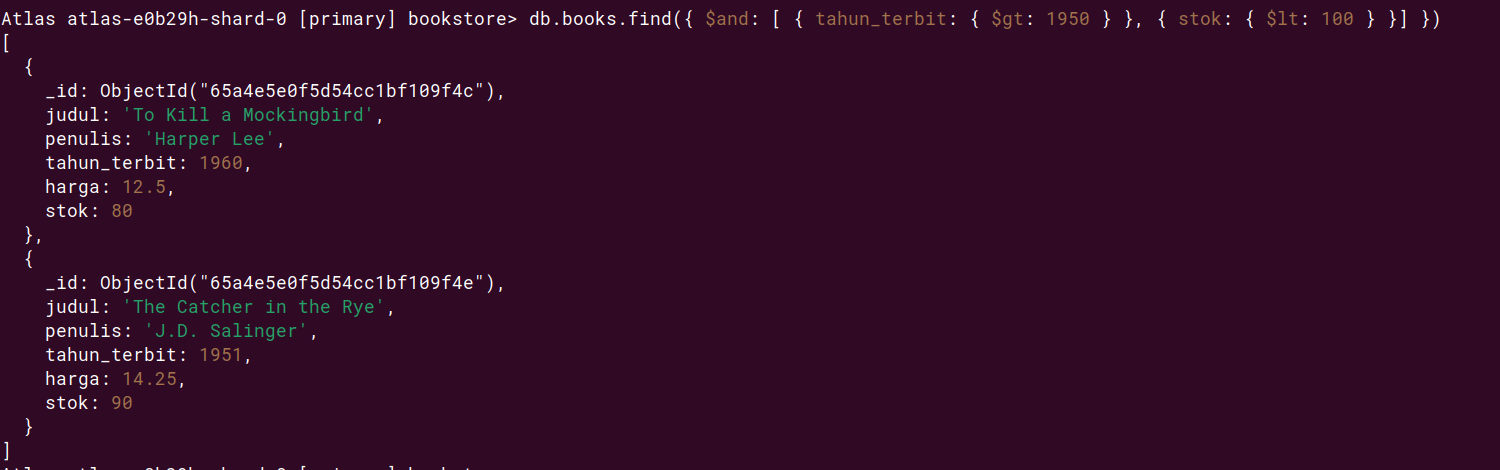 Atlas atlas-e0b29h-shard-0 [primary] bookstore> db.books.find({ $and: [ { tahun_terbit: { $gt: 1950 } }, { stok: { $lt: 100 } }] })
[
  {
    _id: ObjectId("65a4e5e0f5d54cc1bf109f4c"),
    judul: 'To Kill a Mockingbird',
    penulis: 'Harper Lee',
    tahun_terbit: 1960,
    harga: 12.5,
    stok: 80
  },
  {
    _id: ObjectId("65a4e5e0f5d54cc1bf109f4e"),
    judul: 'The Catcher in the Rye',
    penulis: 'J.D. Salinger',
    tahun_terbit: 1951,
    harga: 14.25,
    stok: 90
  }
]